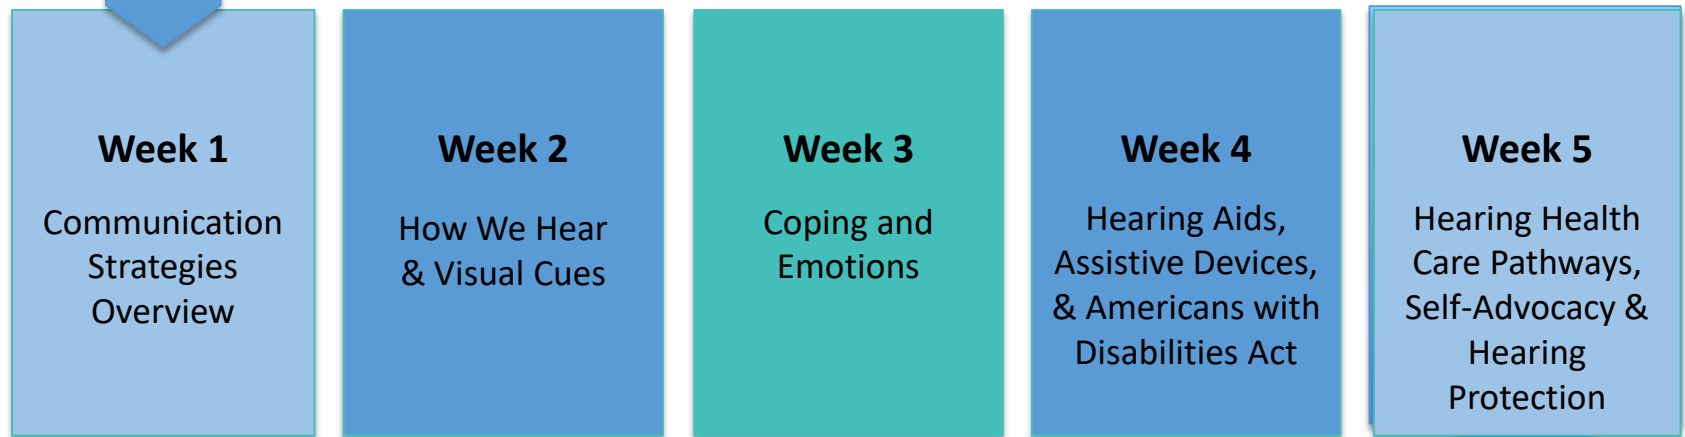 Week 1
Communication
Strategies
Overview
Week 2
How We Hear
& Visual Cues
Week 3
Coping and
Emotions
Week 4
Hearing Aids,
Assistive Devices,
& Americans with
Disabilities Act
Week 5
Hearing Health
Care Pathways,
Self-Advocacy &
Hearing
Protection